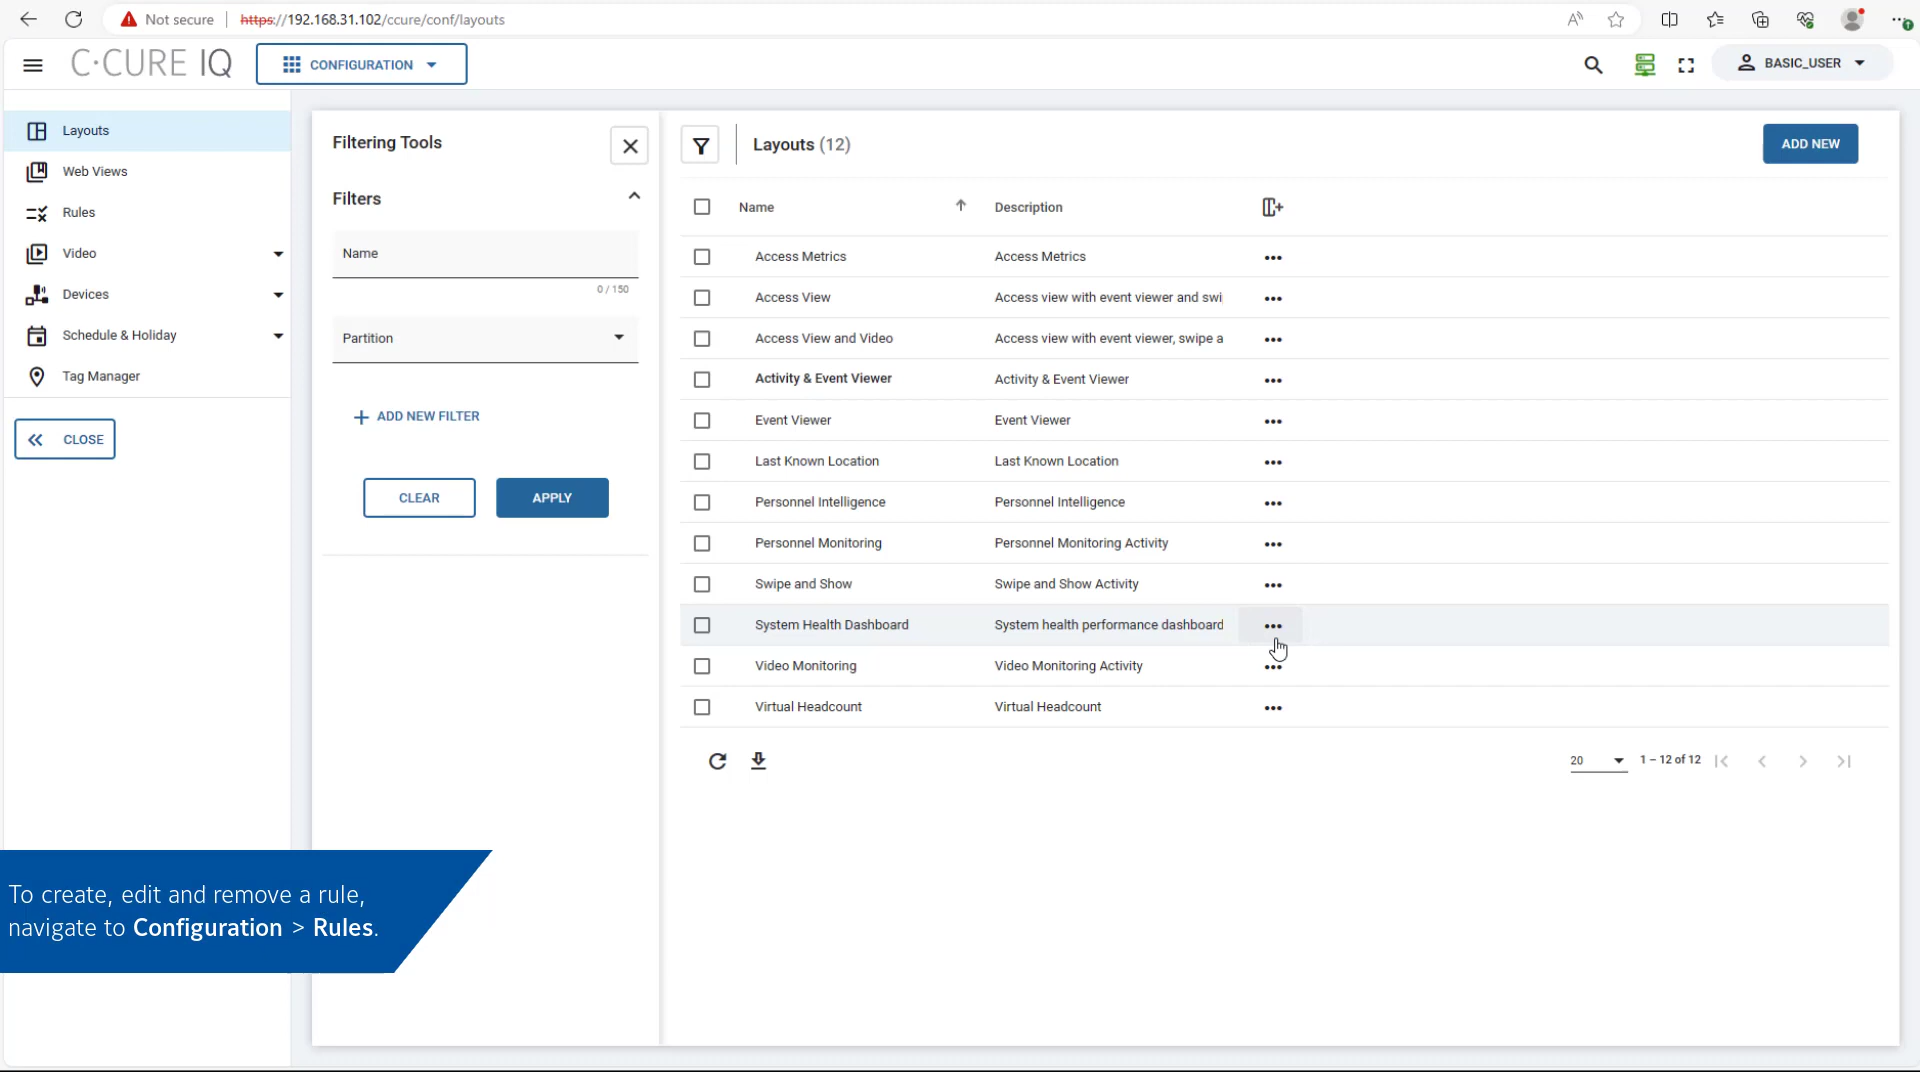 Not secure
https://192.168.31.102/ccure/conf/layouts
C·CURE IQ
CONFIGURATION
BASIC_USER
Layouts
Web Views
Rules
Video
Devices
Schedule & Holiday
Tag Manager
CLOSE
Filtering Tools
Filters
Name
0 / 150
Partition
ADD NEW FILTER
CLEAR
APPLY
Layouts (12)
ADD NEW
Name Description
Access Metrics Access Metrics
Access View Access view with event viewer and swi
Access View and Video Access view with event viewer, swipe a
Activity & Event Viewer Activity & Event Viewer
Event Viewer Event Viewer
Last Known Location Last Known Location
Personnel Intelligence Personnel Intelligence
Personnel Monitoring Personnel Monitoring Activity
Swipe and Show Swipe and Show Activity
System Health Dashboard System health performance dashboard
Video Monitoring Video Monitoring Activity
Virtual Headcount Virtual Headcount
20 1 – 12 of 12
To create, edit and remove a rule,
navigate to Configuration > Rules.